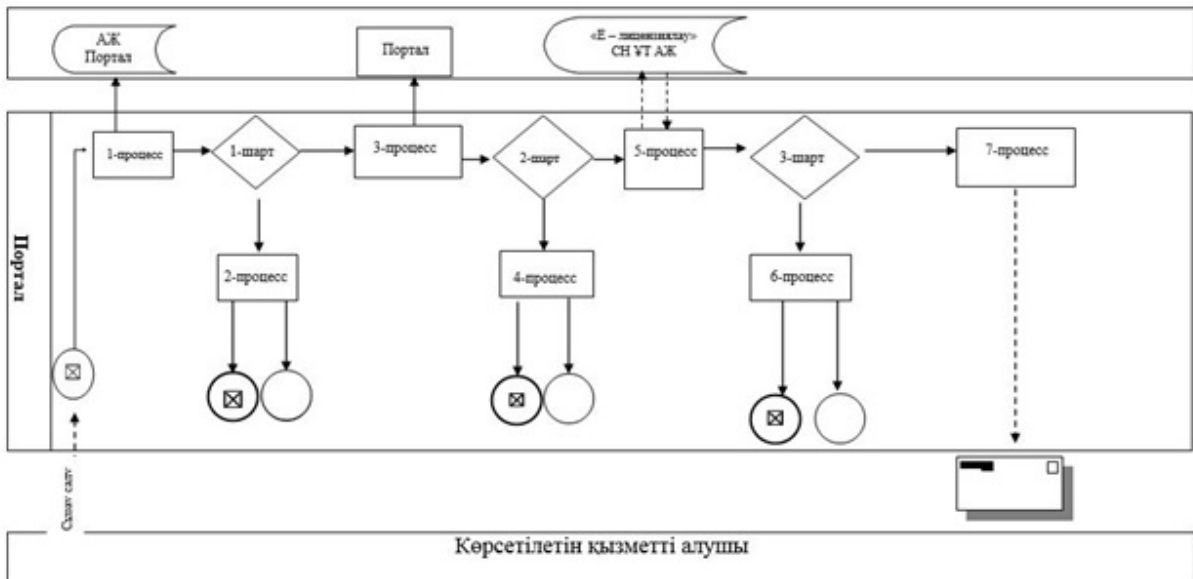 АЖ
Портал
Портал
«Е – лицензиялау»
СН ҰТ АЖ
Портал
1-процесс
1-шарт
3-процесс
2-шарт
5-процесс
3-шарт
7-процесс
2-процесс
4-процесс
6-процесс
Сұрау салу
Көрсетілетін қызметті алушы